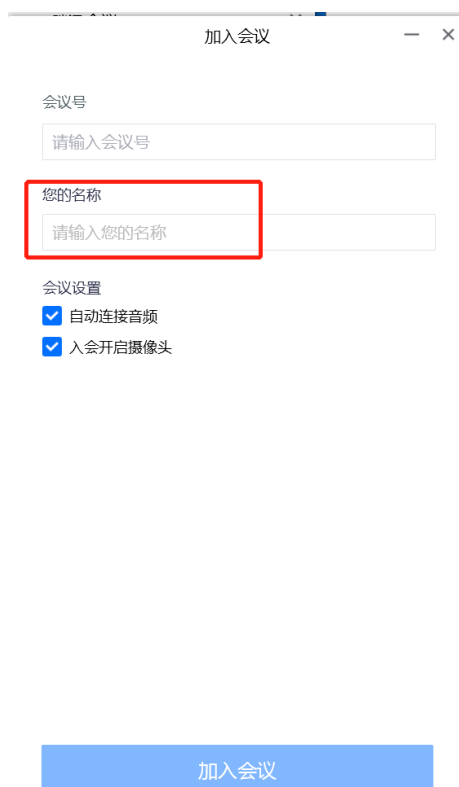 加入会议
会议号
请输入会议号
您的名称
请输入您的名称
会议设置
自动连接音频
入会开启摄像头
加入会议